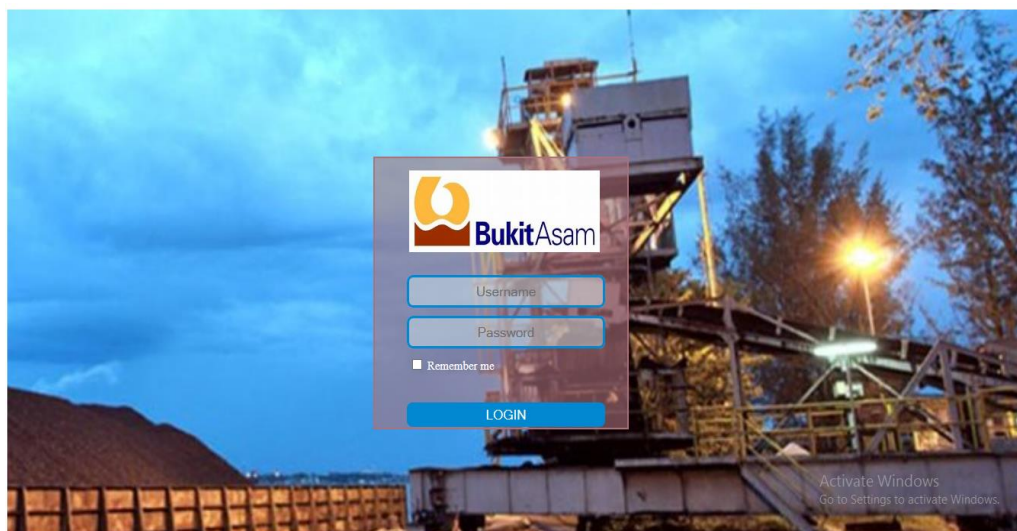 BukitAsam
Username
Password
Remember me
LOGIN
Activate Windows
Go to Settings to activate Windows.